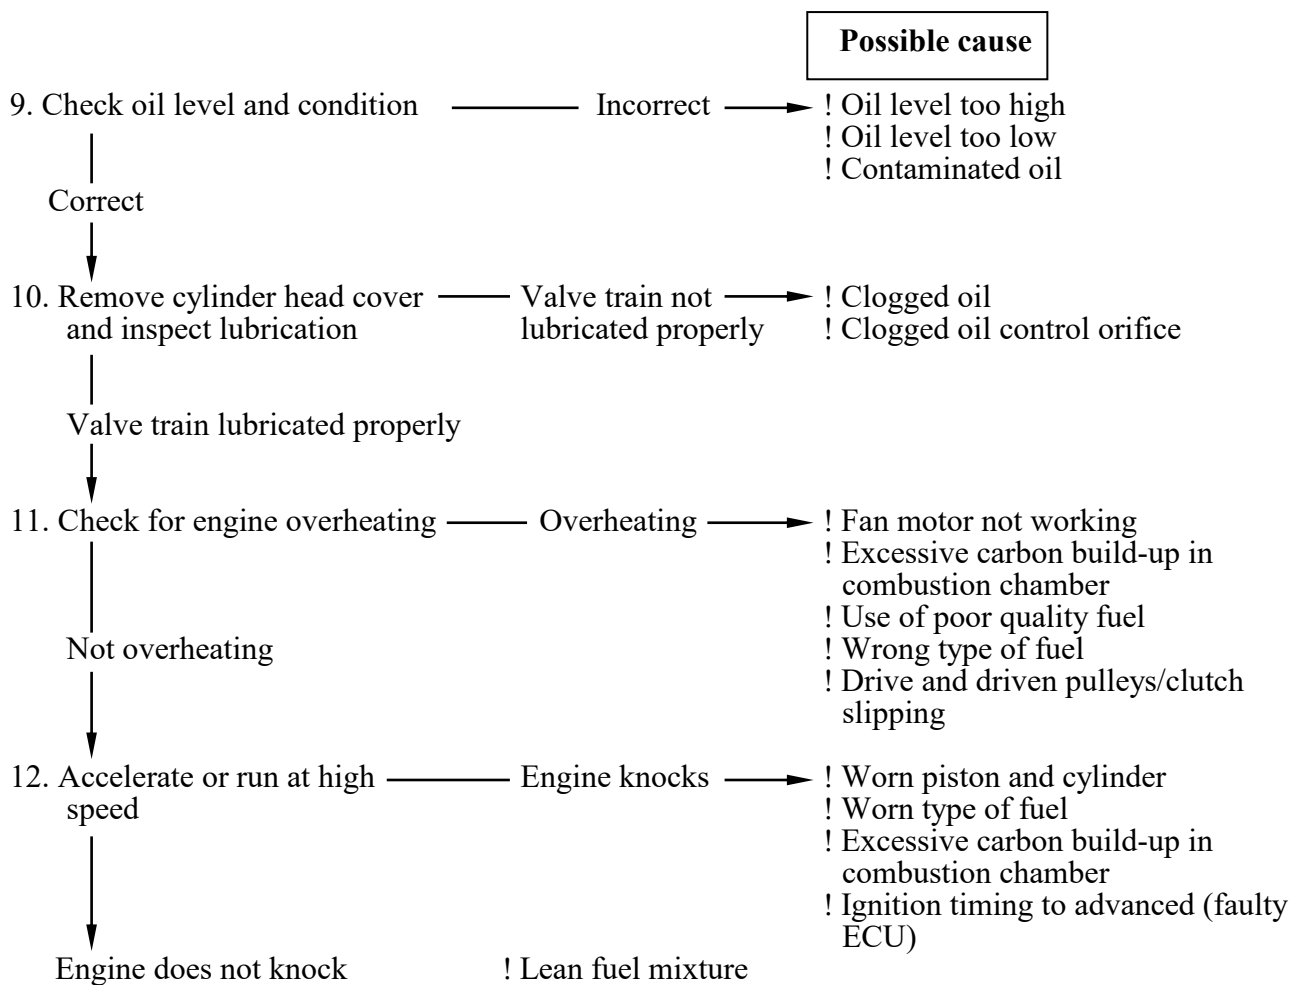 Possible cause
9. Check oil level and condition Incorrect ! Oil level too high
! Oil level too low
! Contaminated oil
Correct
10. Remove cylinder head cover Valve train not ! Clogged oil
and inspect lubrication lubricated properly ! Clogged oil control orifice
Valve train lubricated properly
11. Check for engine overheating Overheating ! Fan motor not working
! Excessive carbon build-up in
combustion chamber
! Use of poor quality fuel
Not overheating ! Wrong type of fuel
! Drive and driven pulleys/clutch
slipping
12. Accelerate or run at high Engine knocks ! Worn piston and cylinder
speed ! Worn type of fuel
! Excessive carbon build-up in
combustion chamber
! Ignition timing to advanced (faulty
ECU)
Engine does not knock ! Lean fuel mixture